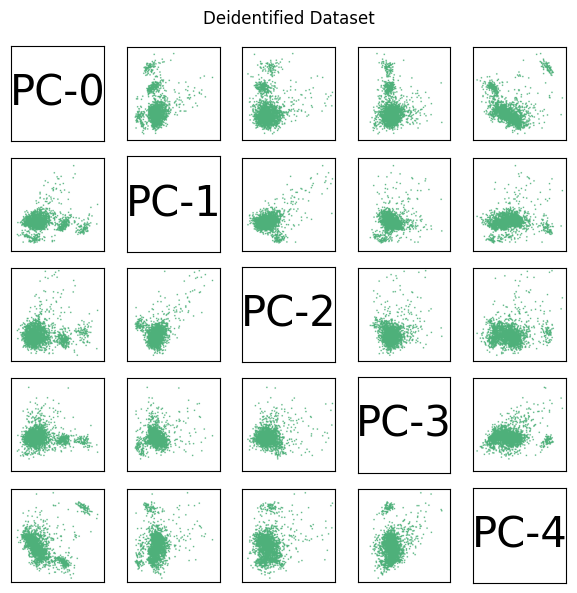 Deidentified Dataset
PC-0
PC-1
PC-2
PC-3
PC-4